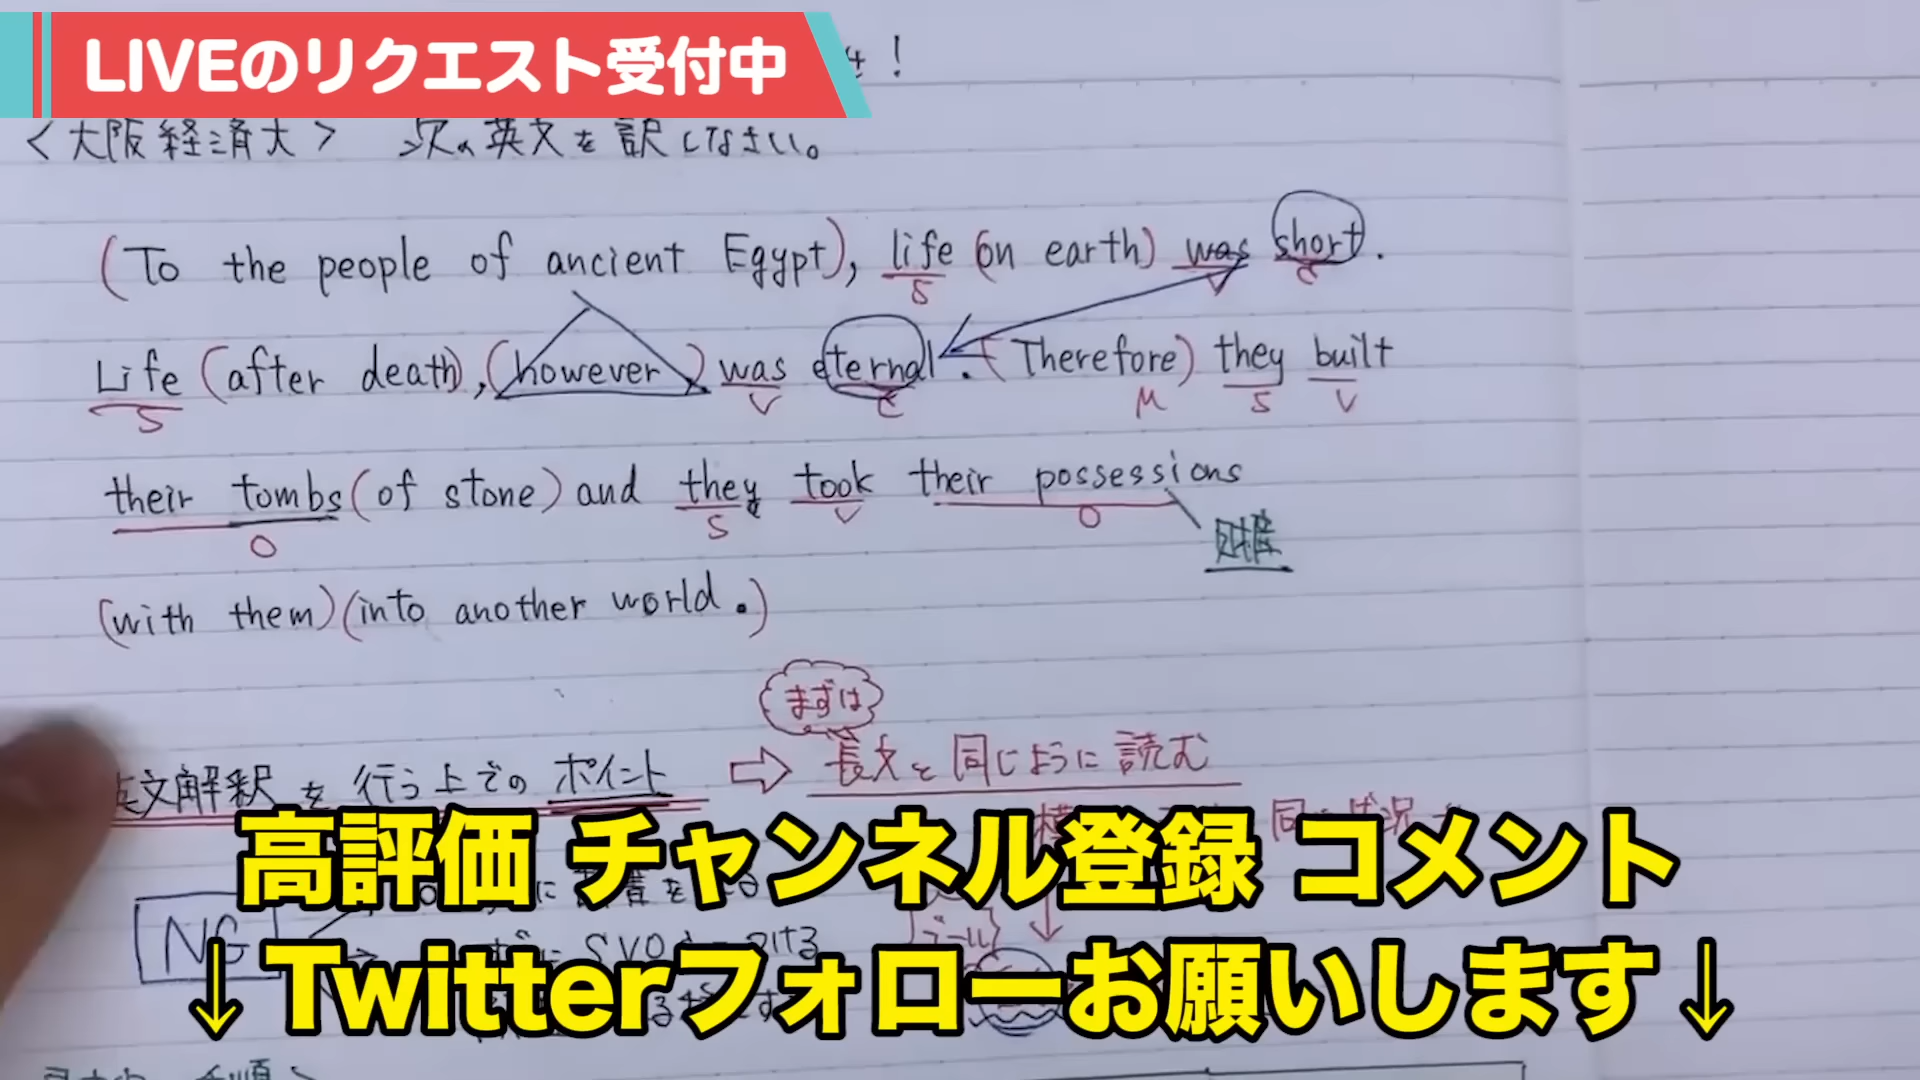 LIVEのリクエスト受付中
！
<大阪経済大> 次の英文を訳しなさい。
(To the people of ancient Egypt), life (on earth) was short.
S V C
Life (after death), (however) was eternal. (Therefore) they built
S V C M S V
their tombs (of stone) and they took their possessions
O S V O
財産
(with them)(into another world.)
まずは
英文解釈を行う上でのポイント ⇨ 長文と同じように読む
高評価 チャンネル登録 コメント
NG
↓Twitterフォローお願いします↓